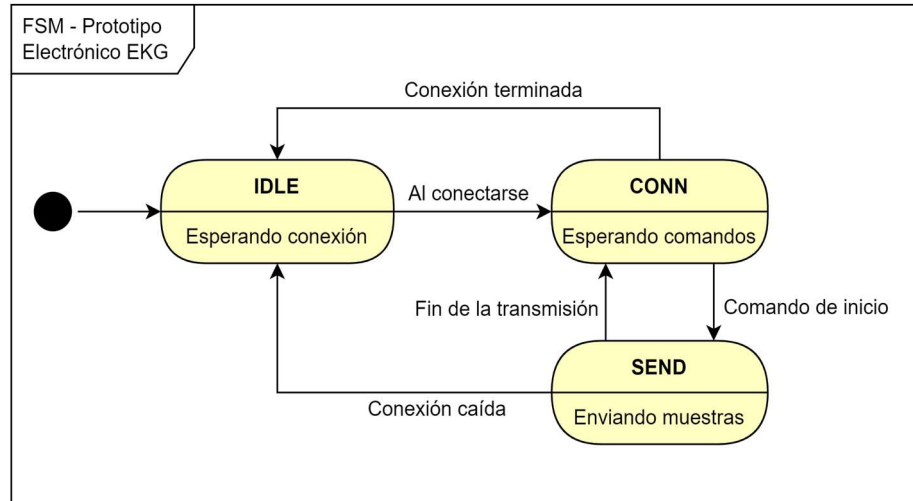 FSM - Prototipo
Electrónico EKG
Conexión terminada
IDLE
Esperando conexión
Al conectarse
CONN
Esperando comandos
Fin de la transmisión
Comando de inicio
SEND
Enviando muestras
Conexión caída